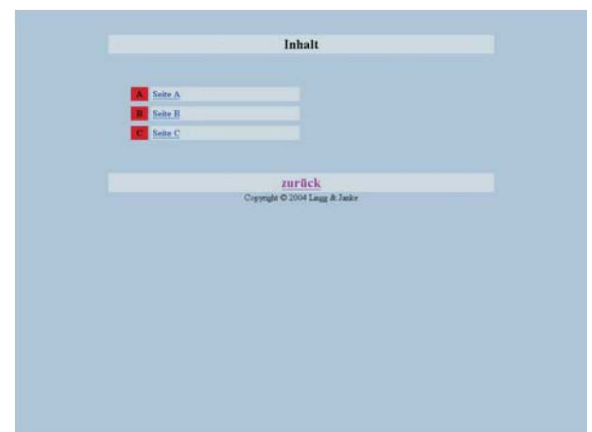 Inhalt
A Seite A
B Seite B
C Seite C
zurück
Copyright © 2004 Lingg & Janke